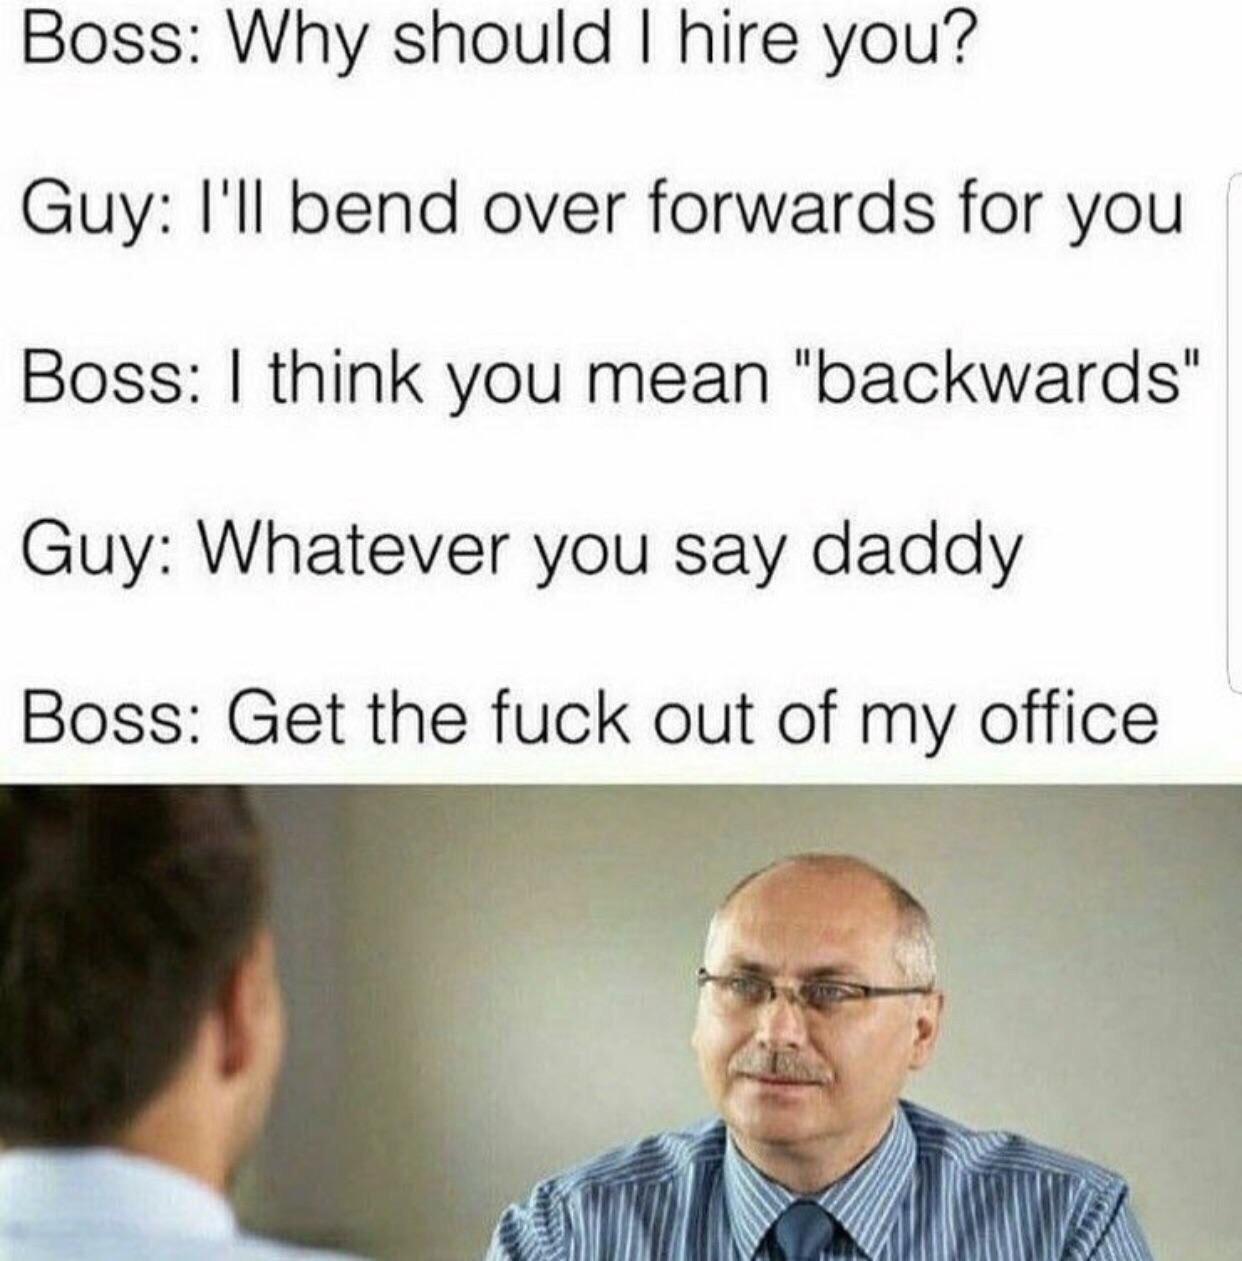 Boss: Why should I hire you?
Guy: I'll bend over forwards for you
Boss: I think you mean "backwards"
Guy: Whatever you say daddy
Boss: Get the fuck out of my office